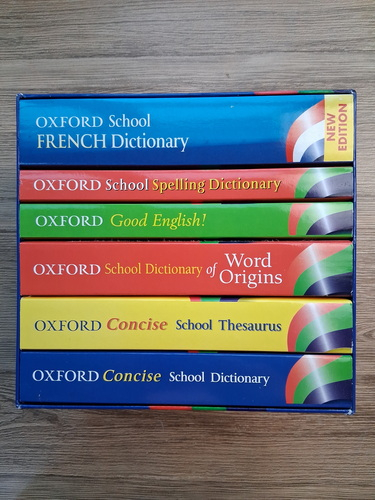 OXFORD School
FRENCH Dictionary
NEW
EDITION
OXFORD School Spelling Dictionary
OXFORD Good English!
OXFORD School Dictionary of Word
Origins
OXFORD Concise School Thesaurus
OXFORD Concise School Dictionary